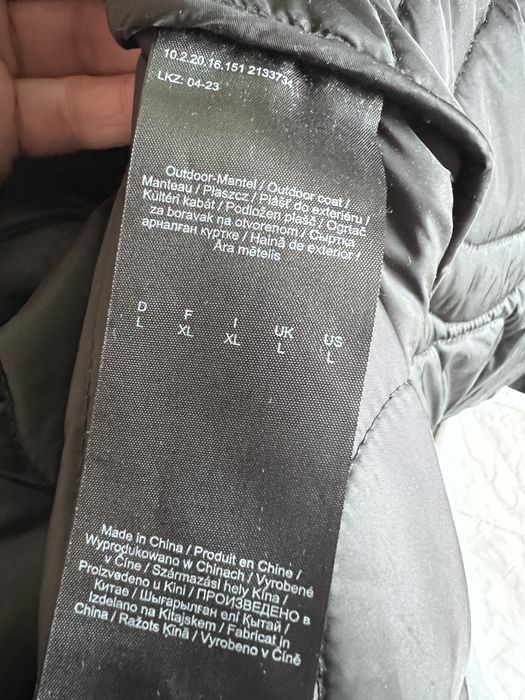 10.2.20.16.151 2133734
LKZ: 04-23
Outdoor-Mantel / Outdoor coat /
Manteau / Plaszcz / Plášť do exteriéru /
Kültéri kabát / Podložen plašč / Ogrtač
za boravak na otvorenom / Сыртқа
арналған куртке / Haină de exterior /
Āra mētelis
D F I UK US
L XL XL L L
Made in China / Produit en Chine /
Wyprodukowano w Chinach / Vyrobené
v Číne / Származási hely Kína /
Proizvedeno u Kini / ПРОИЗВЕДЕНО в
Китае / Шығарылған елі Қытай /
Izdelano na Kitajskem / Fabricat in
China / Ražots Ķīnā / Vyrobeno v Číně